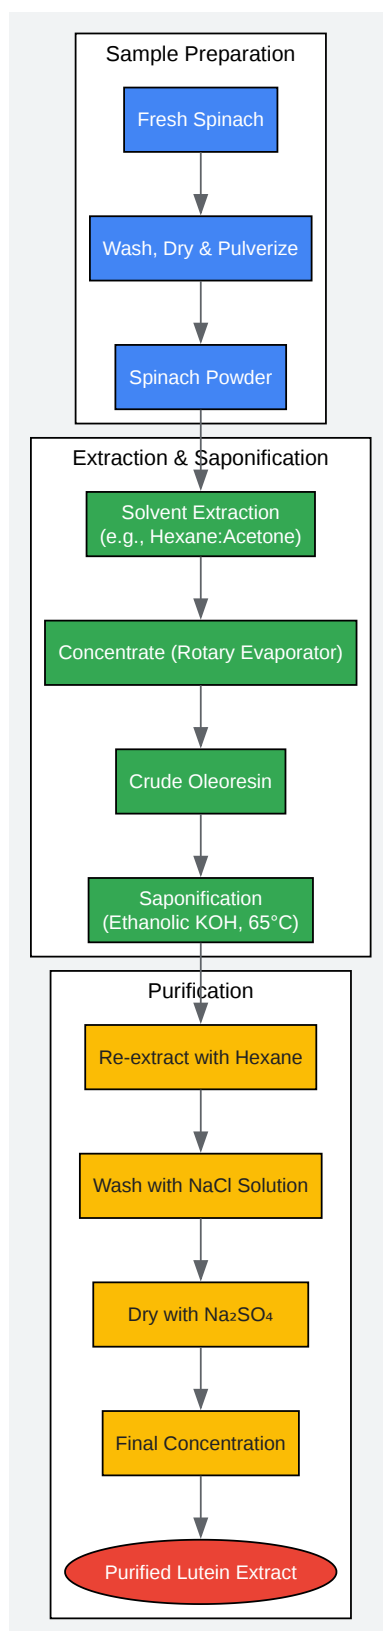 Sample Preparation
Fresh Spinach
Wash, Dry & Pulverize
Spinach Powder
Extraction & Saponification
Solvent Extraction
(e.g., Hexane:Acetone)
Concentrate (Rotary Evaporator)
Crude Oleoresin
Saponification
(Ethanolic KOH, 65°C)
Purification
Re-extract with Hexane
Wash with NaCl Solution
Dry with Na₂SO₄
Final Concentration
Purified Lutein Extract